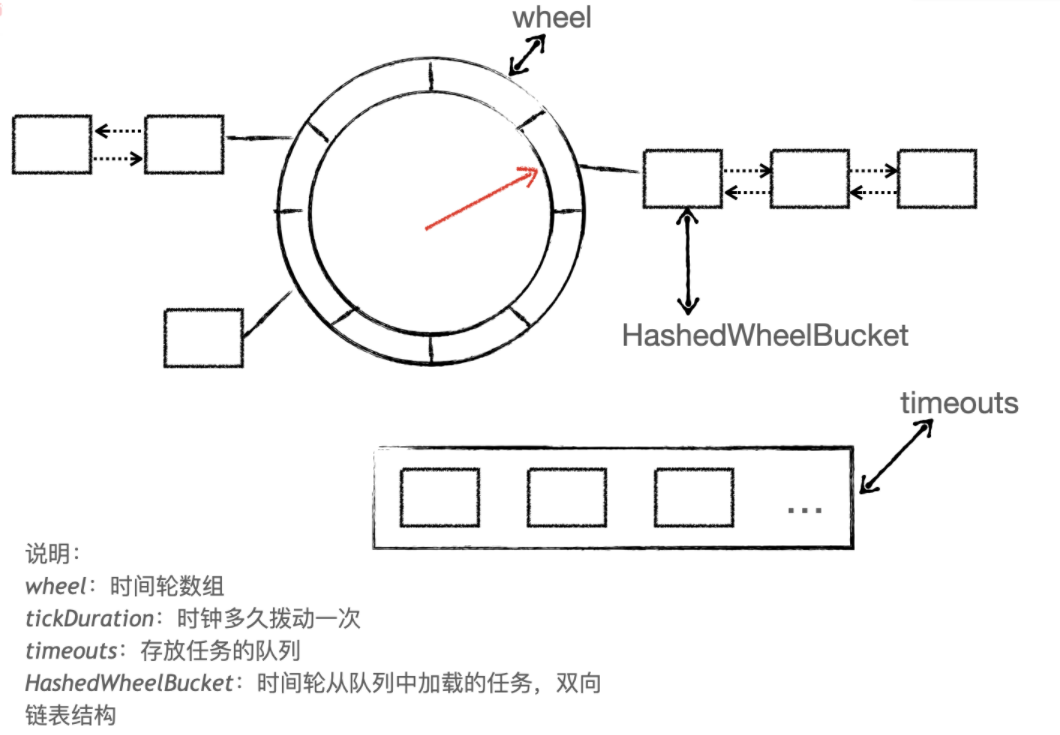 wheel
HashedWheelBucket
timeouts
...
说明：
wheel：时间轮数组
tickDuration：时钟多久拨动一次
timeouts：存放任务的队列
HashedWheelBucket：时间轮从队列中加载的任务，双向
链表结构